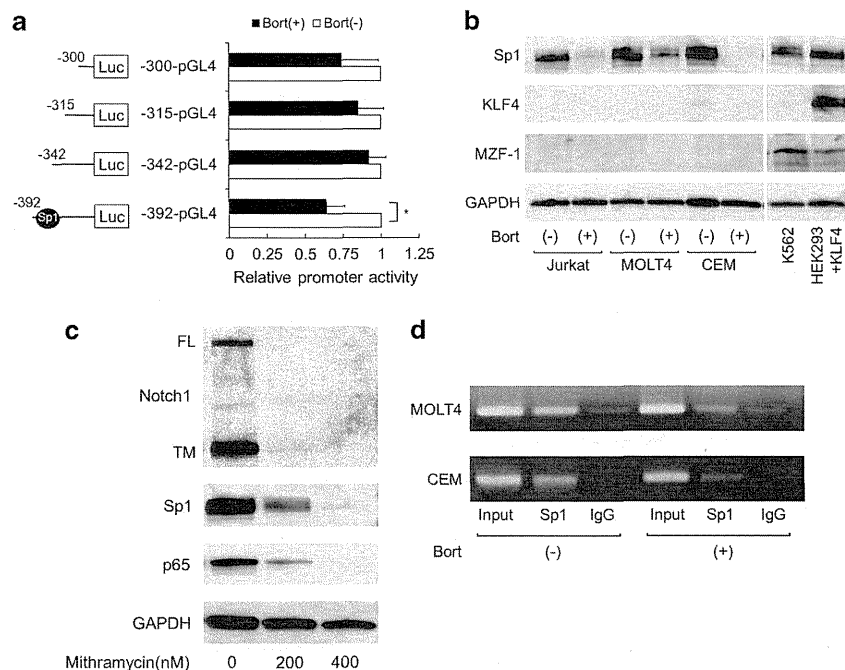 a
■ Bort(+) □ Bort(-)
-300 Luc -300-pGL4
-315 Luc -315-pGL4
-342 Luc -342-pGL4
-392 Sp1 Luc -392-pGL4 *
0 0.25 0.5 0.75 1 1.25
Relative promoter activity
b
Sp1
KLF4
MZF-1
GAPDH
Bort (-) (+) (-) (+) (-) (+)
Jurkat MOLT4 CEM
K562
HEK293
+KLF4
c
FL
Notch1
TM
Sp1
p65
GAPDH
Mithramycin(nM) 0 200 400
d
MOLT4
CEM
Input Sp1 IgG Input Sp1 IgG
Bort (-) (+)